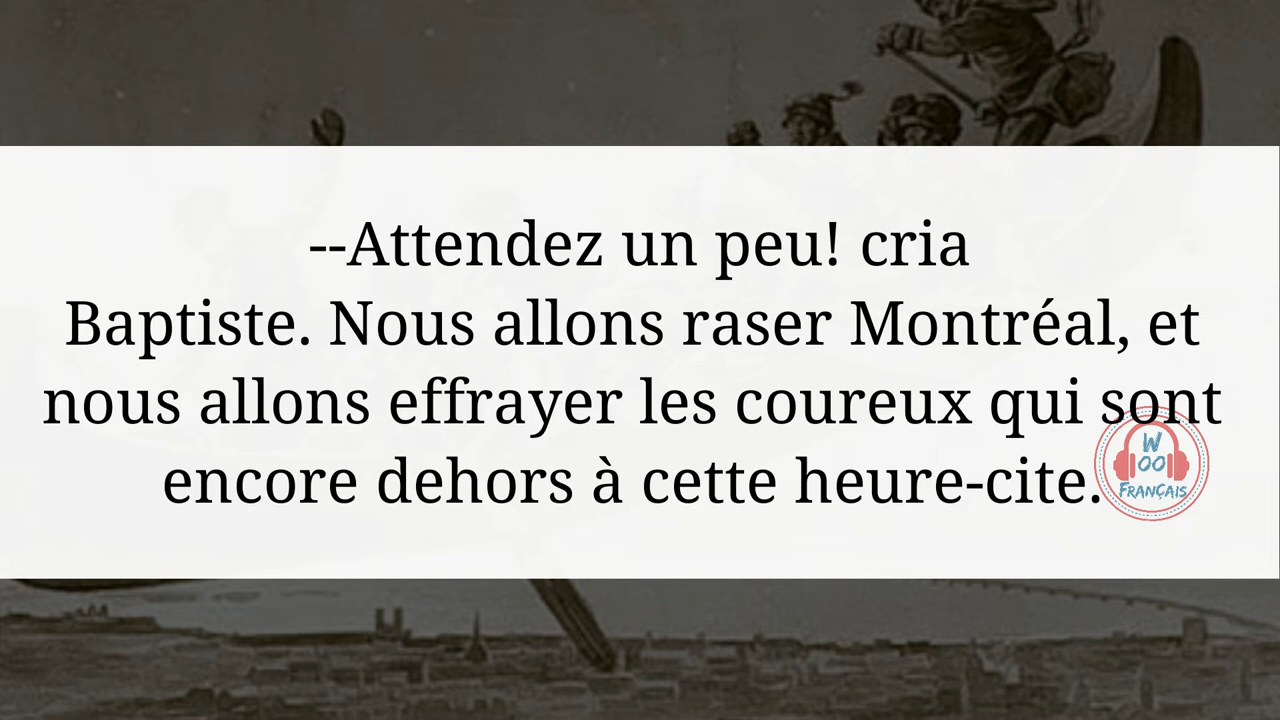 --Attendez un peu! cria
Baptiste. Nous allons raser Montréal, et
nous allons effrayer les coureux qui sont
encore dehors à cette heure-cite.
W
OO
FRANÇAIS